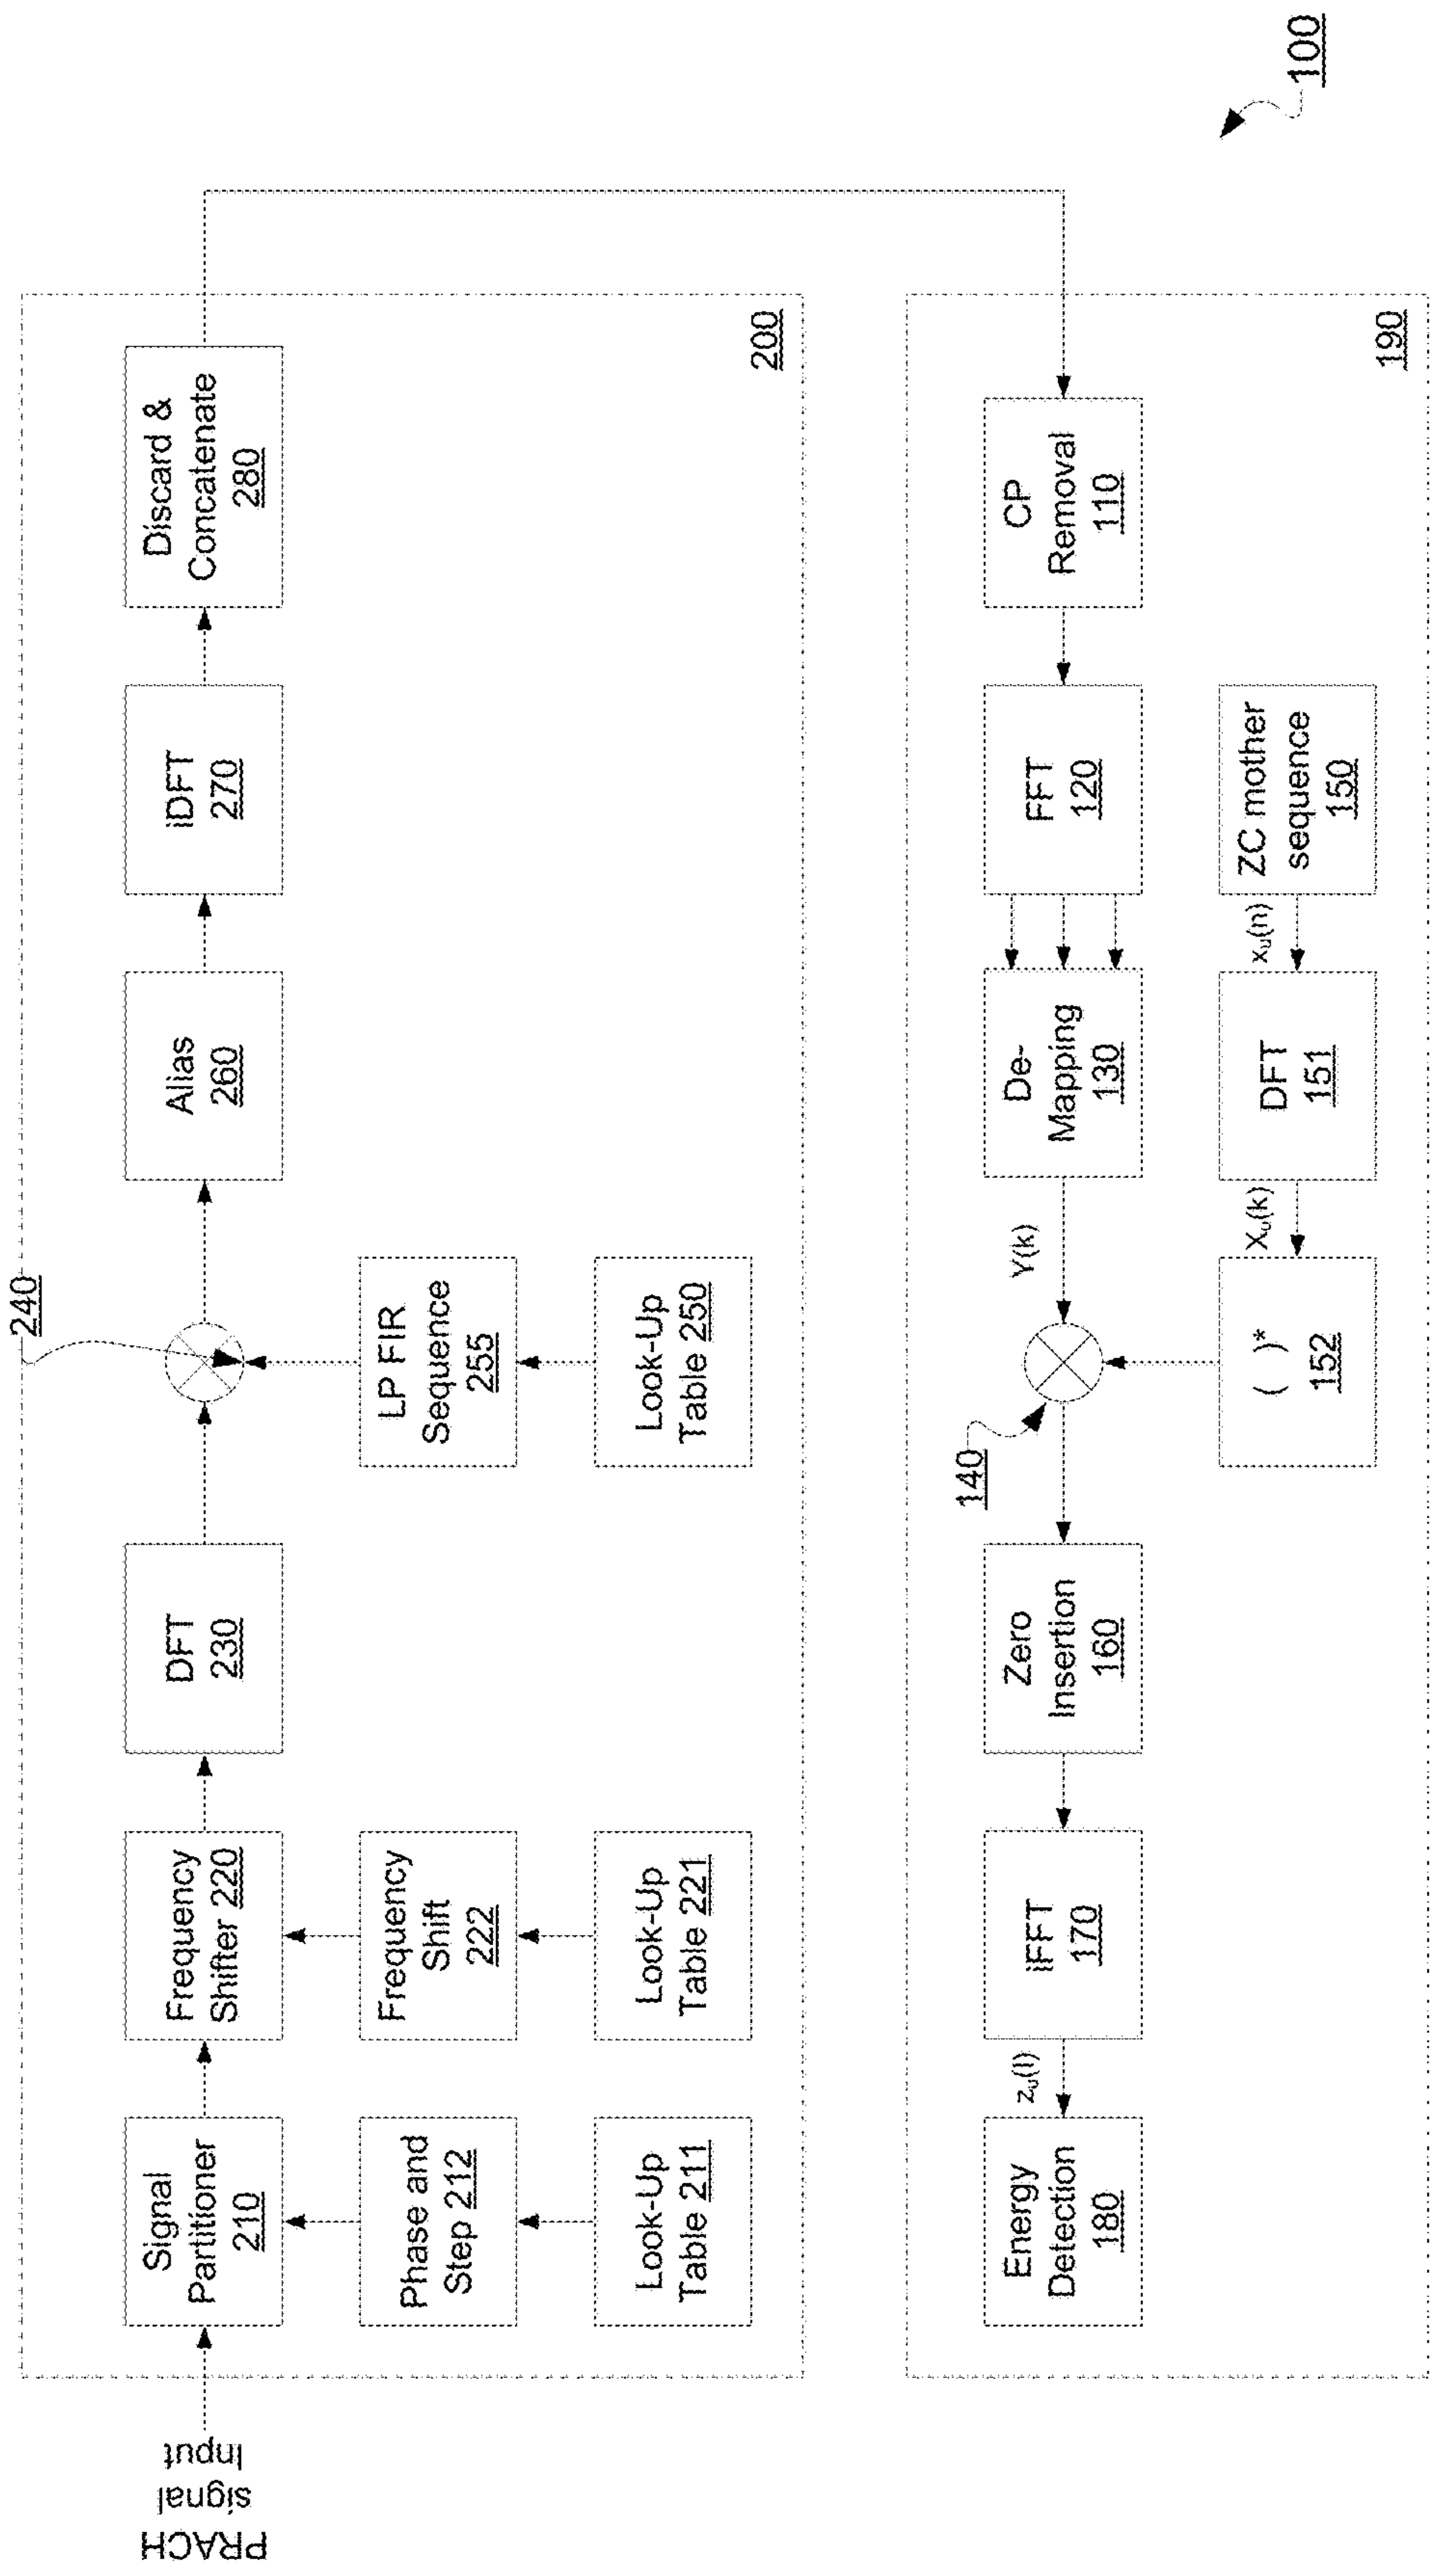 PRACH
signal
Input
Signal
Partitioner
210
Phase and
Step 212
Look-Up
Table 211
Frequency
Shifter 220
Frequency
Shift
222
Look-Up
Table 221
DFT
230
240
LP FIR
Sequence
255
Look-Up
Table 250
Alias
260
iDFT
270
Discard &
Concatenate
280
200
100
CP
Removal
110
FFT
120
De-
Mapping
130
Y(k)
140
ZC mother
sequence
150
xu(n)
DFT
151
Xu(k)
( )*
152
Zero
Insertion
160
iFFT
170
zu(l)
Energy
Detection
180
190